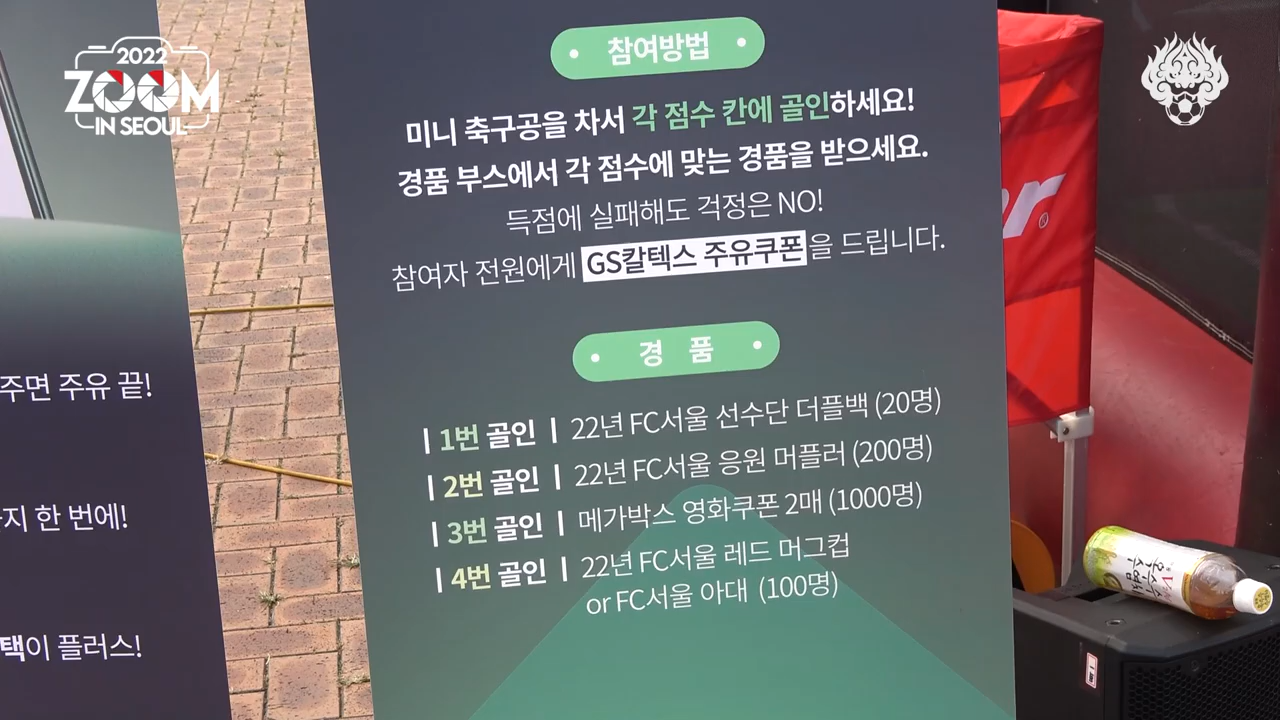 2022
ZOOM
IN SEOUL
참여방법
미니 축구공을 차서 각 점수 칸에 골인하세요!
경품 부스에서 각 점수에 맞는 경품을 받으세요.
득점에 실패해도 걱정은 NO!
참여자 전원에게 GS칼텍스 주유쿠폰을 드립니다.
경 품
1번 골인 | 22년 FC서울 선수단 더플백 (20명)
2번 골인 | 22년 FC서울 응원 머플러 (200명)
3번 골인 | 메가박스 영화쿠폰 2매 (1000명)
4번 골인 | 22년 FC서울 레드 머그컵
or FC서울 아대 (100명)
주면 주유 끝!
지 한 번에!
택이 플러스!
옥수수
수염차